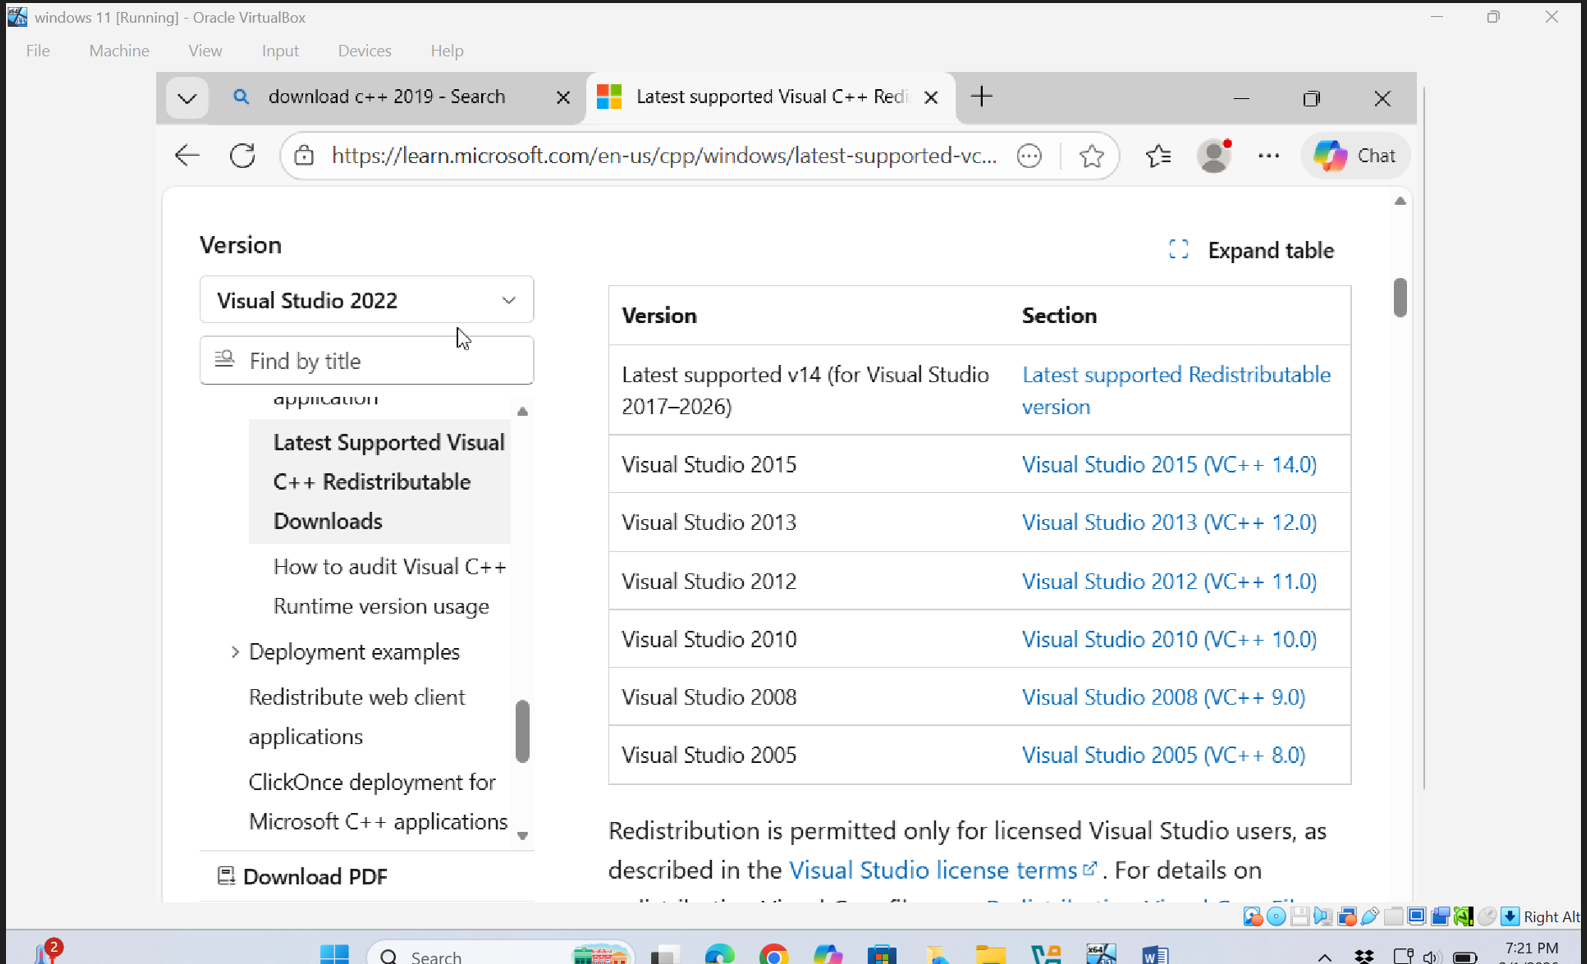 windows 11 [Running] - Oracle VirtualBox
File Machine View Input Devices Help
download c++ 2019 - Search
Latest supported Visual C++ Redi
https://learn.microsoft.com/en-us/cpp/windows/latest-supported-vc...
Chat
Version
Visual Studio 2022
Find by title
application
Latest Supported Visual
C++ Redistributable
Downloads
How to audit Visual C++
Runtime version usage
Deployment examples
Redistribute web client
applications
ClickOnce deployment for
Microsoft C++ applications
Download PDF
Expand table
Version Section
Latest supported v14 (for Visual Studio
2017–2026)
Latest supported Redistributable
version
Visual Studio 2015 Visual Studio 2015 (VC++ 14.0)
Visual Studio 2013 Visual Studio 2013 (VC++ 12.0)
Visual Studio 2012 Visual Studio 2012 (VC++ 11.0)
Visual Studio 2010 Visual Studio 2010 (VC++ 10.0)
Visual Studio 2008 Visual Studio 2008 (VC++ 9.0)
Visual Studio 2005 Visual Studio 2005 (VC++ 8.0)
Redistribution is permitted only for licensed Visual Studio users, as
described in the Visual Studio license terms. For details on
Right Alt
2
Search
x64
7:21 PM